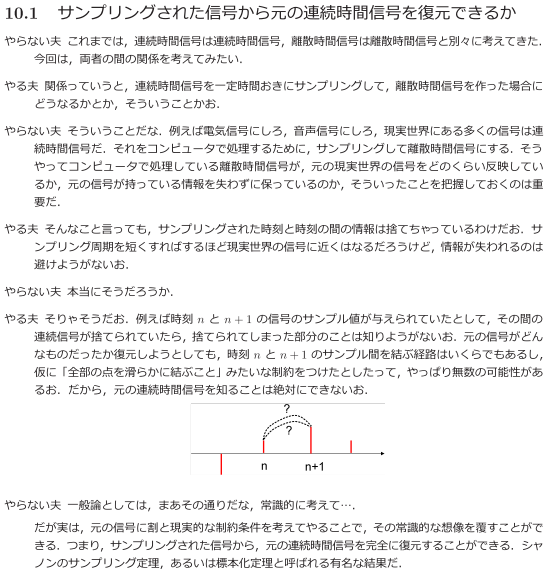 10.1 サンプリングされた信号から元の連続時間信号を復元できるか
やらない夫 これまでは，連続時間信号は連続時間信号，離散時間信号は離散時間信号と別々に考えてきた．
今回は，両者の間の関係を考えてみたい．
やる夫 関係っていうと，連続時間信号を一定時間おきにサンプリングして，離散時間信号を作った場合に
どうなるかとか，そういうことかお．
やらない夫 そういうことだな．例えば電気信号にしろ，音声信号にしろ，現実世界にある多くの信号は連
続時間信号だ．それをコンピュータで処理するために，サンプリングして離散時間信号にする．そう
やってコンピュータで処理している離散時間信号が，元の現実世界の信号をどのくらい反映してい
るか，元の信号が持っている情報を失わずに保っているのか，そういったことを把握しておくのは重
要だ．
やる夫 そんなこと言っても，サンプリングされた時刻と時刻の間の情報は捨てちゃっているわけだお．サ
ンプリング周期を短くすればするほど現実世界の信号に近くはなるだろうけど，情報が失われるのは
避けようがないお．
やらない夫 本当にそうだろうか．
やる夫 そりゃそうだお．例えば時刻 n と n + 1 の信号のサンプル値が与えられていたとして，その間の
連続信号が捨てられていたら，捨てられてしまった部分のことは知りようがないお．元の信号がどん
なものだったか復元しようとしても，時刻 n と n + 1 のサンプル間を結ぶ経路はいくらでもあるし，
仮に「全部の点を滑らかに結ぶこと」みたいな制約をつけたとしたって，やっぱり無数の可能性があ
るお．だから，元の連続時間信号を知ることは絶対にできないお．
?
?
n n+1
やらない夫 一般論としては，まあその通りだな，常識的に考えて…．
だが実は，元の信号に割と現実的な制約条件を考えてやることで，その常識的な想像を覆すことがで
きる．つまり，サンプリングされた信号から，元の連続時間信号を完全に復元することができる．シャ
ノンのサンプリング定理，あるいは標本化定理と呼ばれる有名な結果だ．